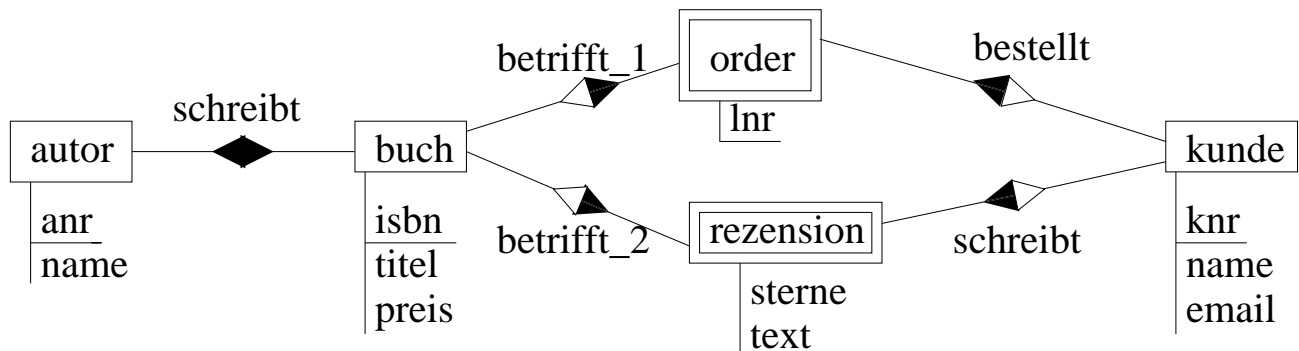 autor
anr
name
schreibt
buch
isbn
titel
preis
betrifft_1
betrifft_2
order
lnr
rezension
sterne
text
bestellt
schreibt
kunde
knr
name
email